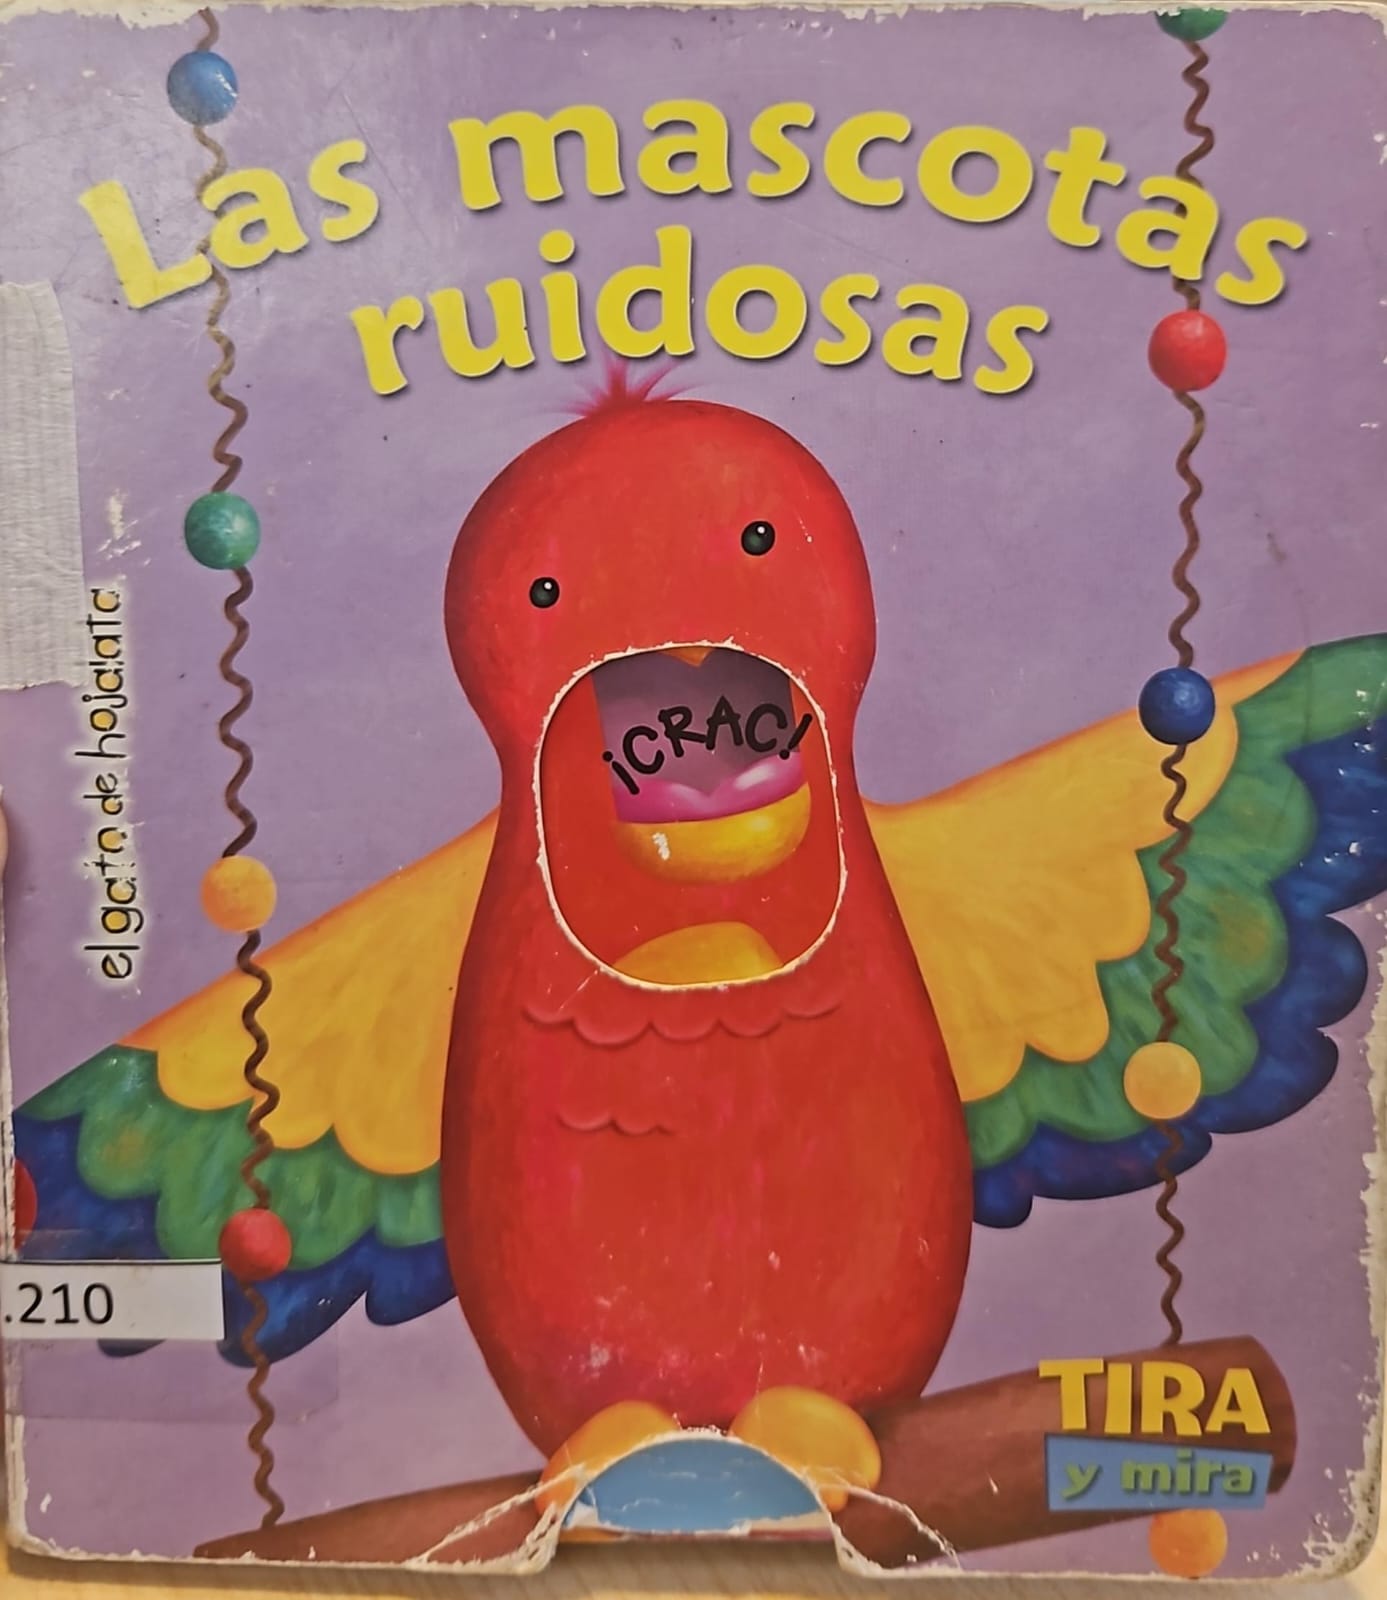 Las mascotas
ruidosas
el gato de hojalata
¡CRAC!
.210
TIRA
y mira